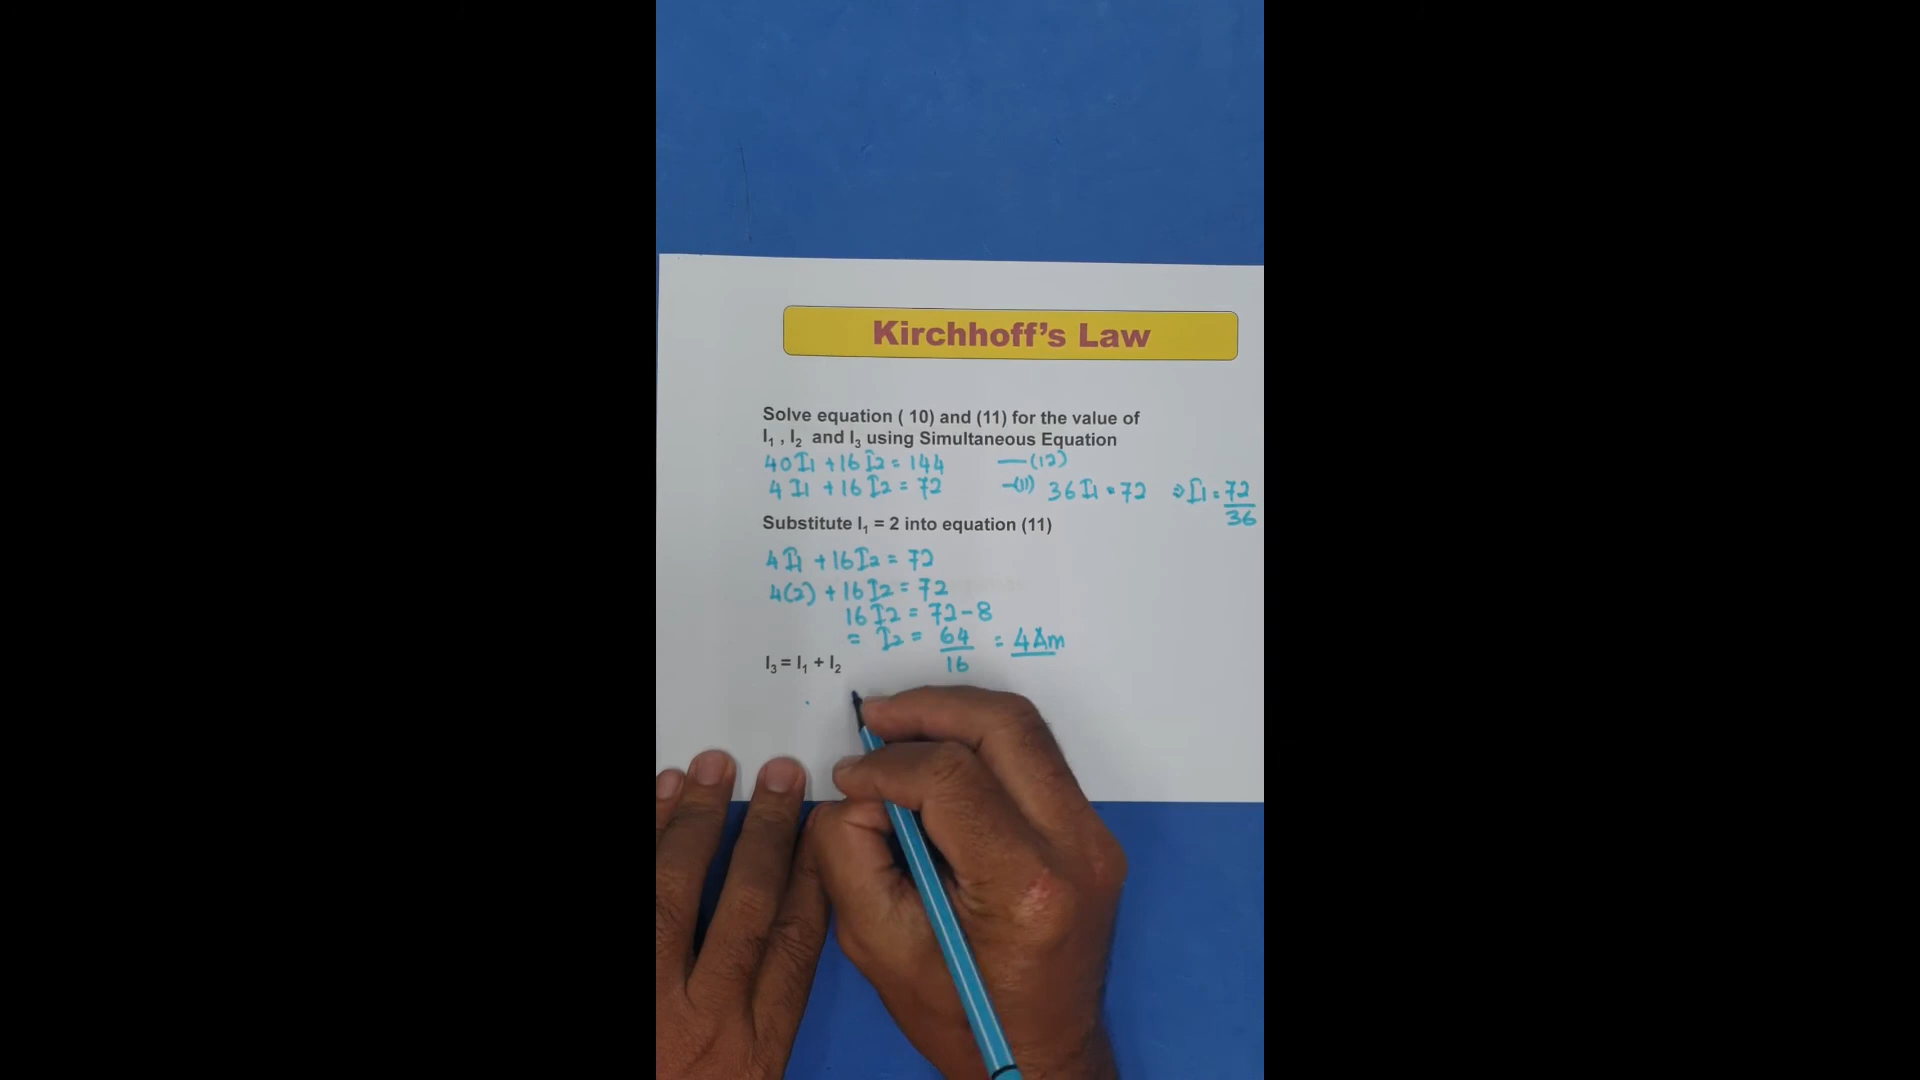 Kirchhoff's Law
Solve equation ( 10) and (11) for the value of
I₁ , I₂ and I₃ using Simultaneous Equation
40I₁ + 16I₂ = 144 —(12)
4I₁ + 16I₂ = 72 —(11) 36I₁ = 72 ⇒ I₁ = 72/36
Substitute I₁ = 2 into equation (11)
4I₁ + 16I₂ = 72
4(2) + 16I₂ = 72
16I₂ = 72 - 8
= I₂ = 64/16 = 4Am
I₃ = I₁ + I₂